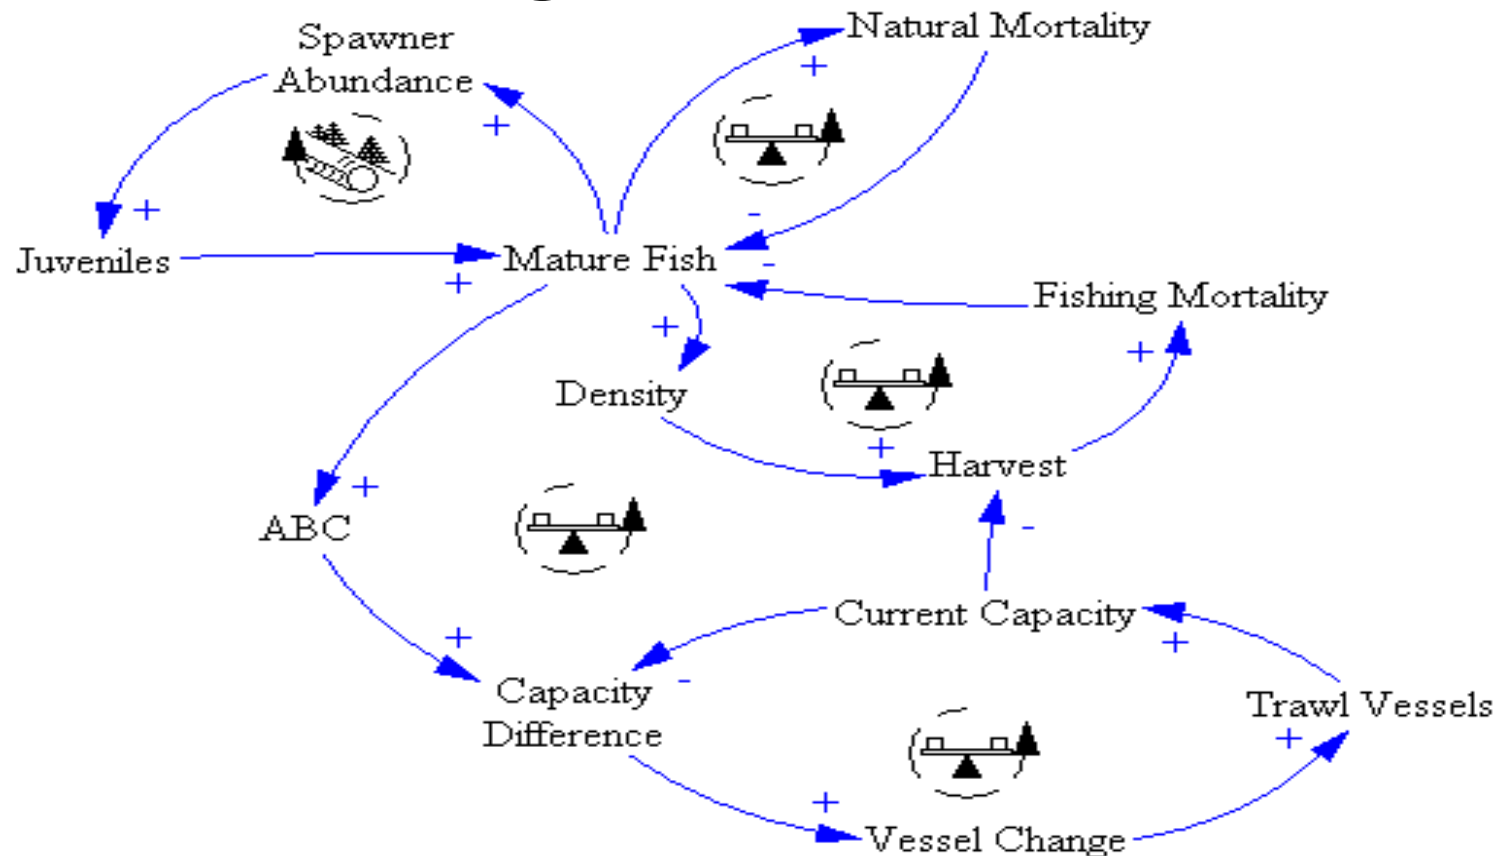 Spawner
Abundance
Natural Mortality
+
+
+
-
Juveniles
Mature Fish
-
+
Fishing Mortality
+
+
Density
+
Harvest
+
ABC
-
+
Current Capacity
+
Capacity
Difference
-
Trawl Vessels
+
+
Vessel Change